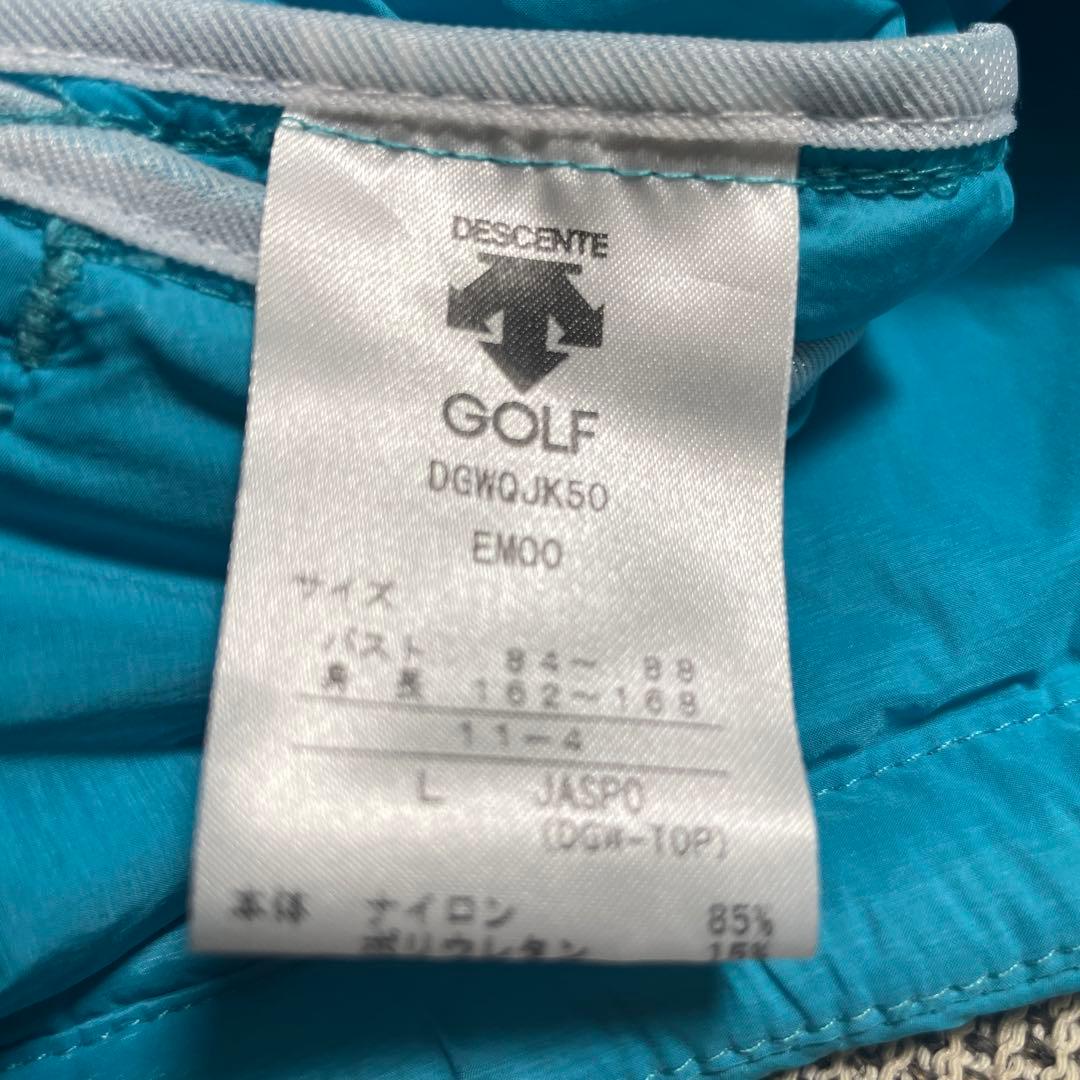 DESCENTE
GOLF
DGWQJK50
EM00
サイズ
バスト 84～ 88
身 長 162～168
11-4
L JASPO
(DGW-TOP)
本体 ナイロン 85%
ポリウレタン 15%